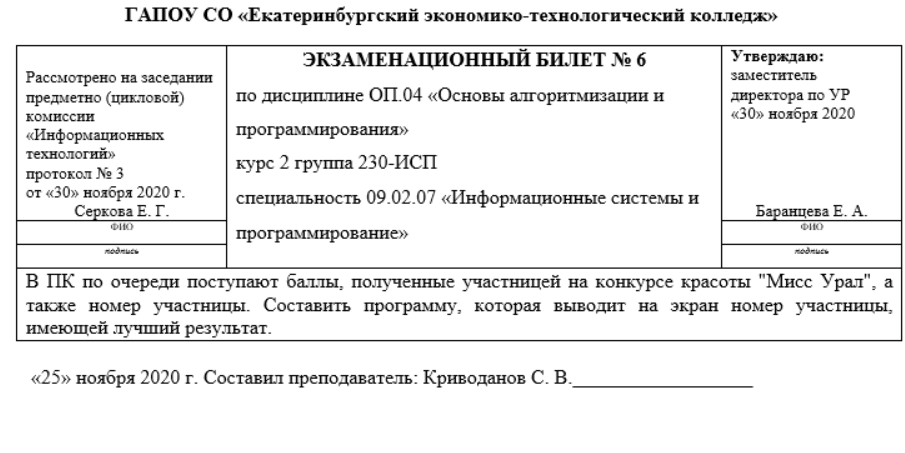 ГАПОУ СО «Екатеринбургский экономико-технологический колледж»
Рассмотрено на заседании
предметно (цикловой)
комиссии
«Информационных
технологий»
протокол № 3
от «30» ноября 2020 г.
Серкова Е. Г.
ФИО
подпись
ЭКЗАМЕНАЦИОННЫЙ БИЛЕТ № 6
по дисциплине ОП.04 «Основы алгоритмизации и
программирования»
курс 2 группа 230-ИСП
специальность 09.02.07 «Информационные системы и
программирование»
Утверждаю:
заместитель
директора по УР
«30» ноября 2020
Баранцева Е. А.
ФИО
подпись
В ПК по очереди поступают баллы, полученные участницей на конкурсе красоты "Мисс Урал", а
также номер участницы. Составить программу, которая выводит на экран номер участницы,
имеющей лучший результат.
«25» ноября 2020 г. Составил преподаватель: Криводанов С. В.___________________